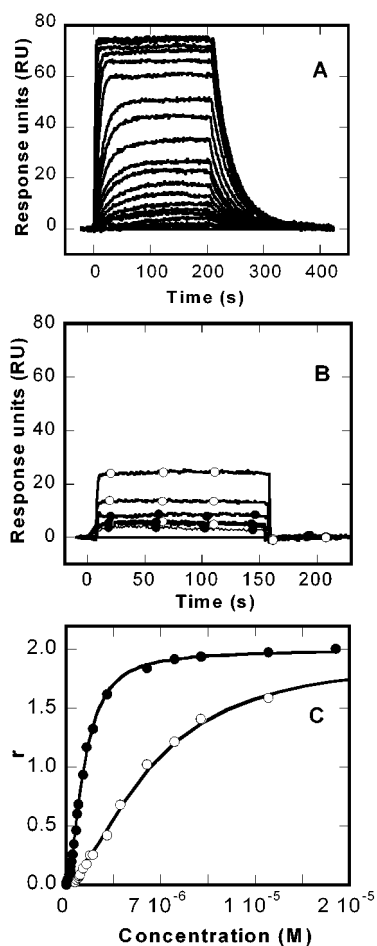 80
60
40
20
0
Response units (RU)
A
0 100 200 300 400
Time (s)
80
60
40
20
0
Response units (RU)
B
0 50 100 150 200
Time (s)
2.0
1.5
1.0
0.5
0.0
r
C
0 7 10-6 1 10-5 2 10-5
Concentration (M)